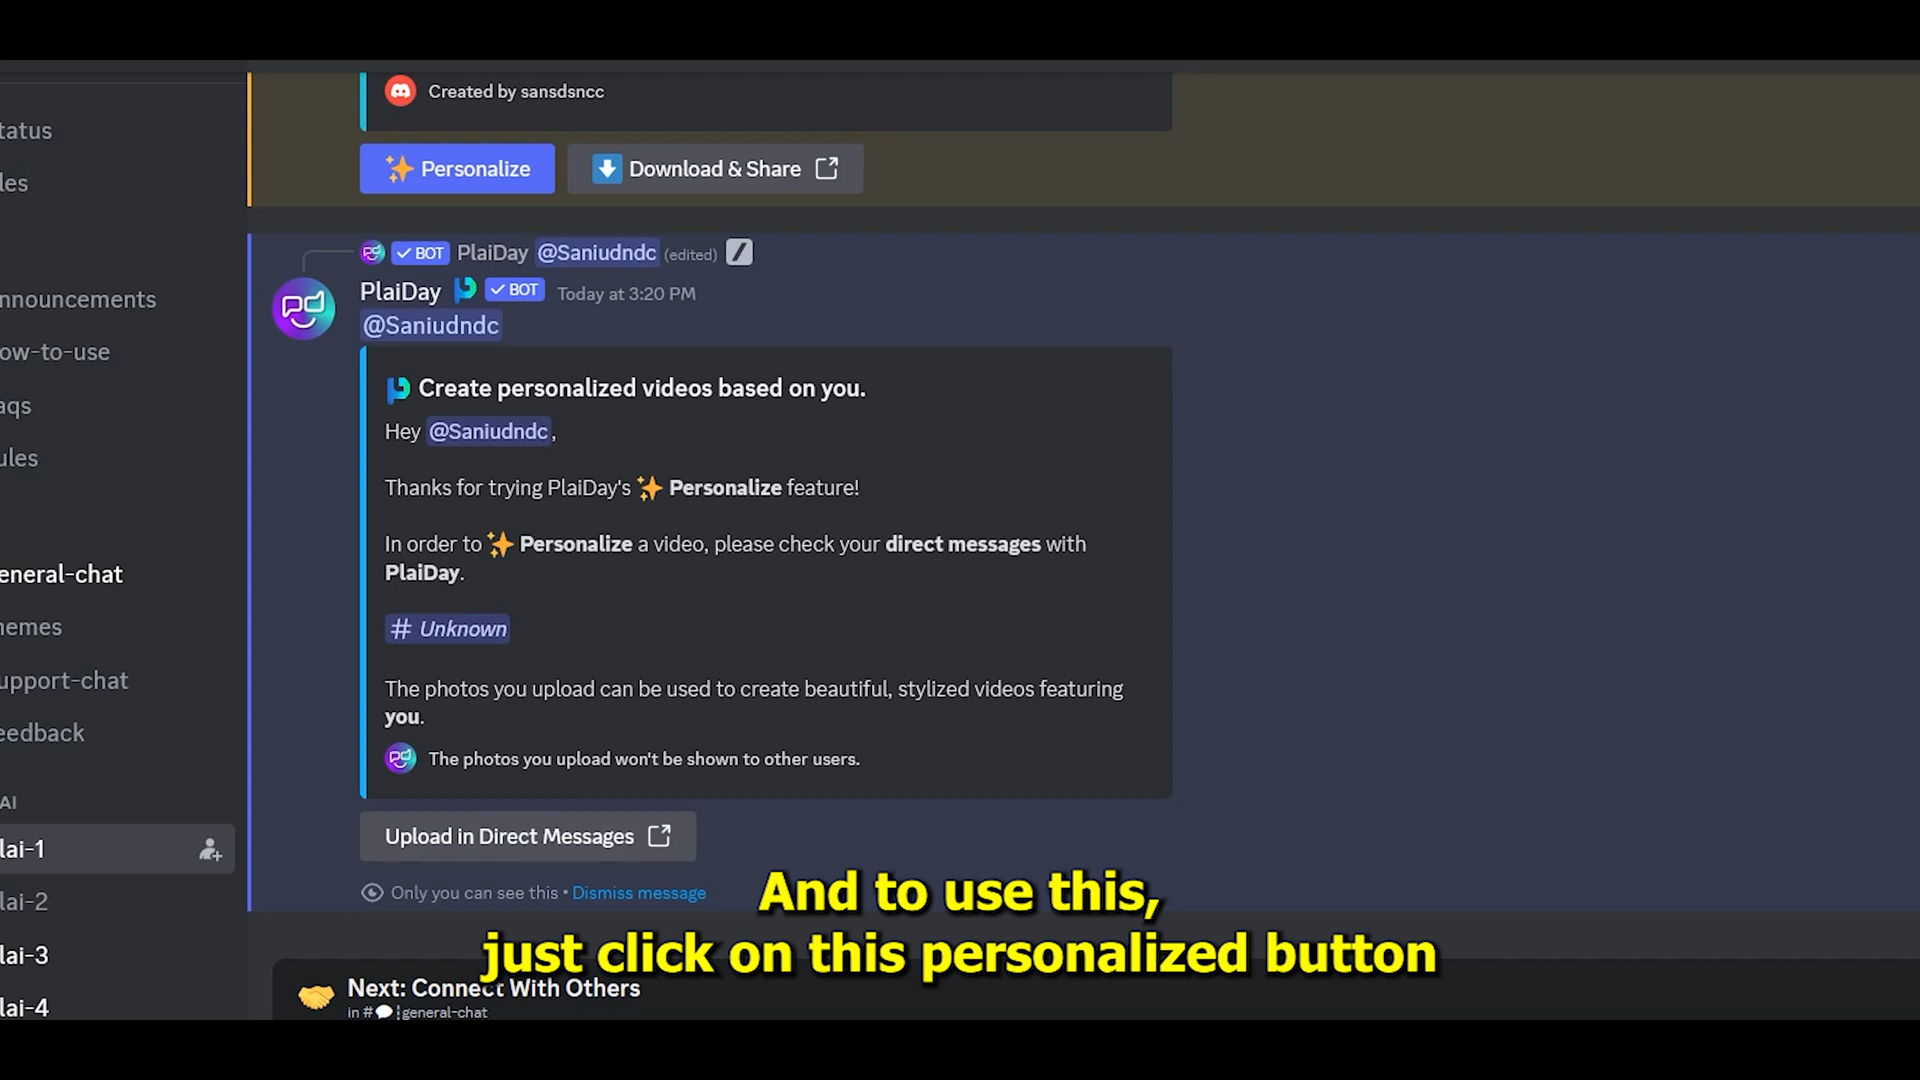 Created by sansdsncc
Personalize
Download & Share
BOT PlaiDay @Saniudndc (edited)
PlaiDay BOT Today at 3:20 PM
@Saniudndc
Create personalized videos based on you.
Hey @Saniudndc,
Thanks for trying PlaiDay's Personalize feature!
In order to Personalize a video, please check your direct messages with
PlaiDay.
# Unknown
The photos you upload can be used to create beautiful, stylized videos featuring
you.
The photos you upload won't be shown to other users.
Upload in Direct Messages
Only you can see this • Dismiss message
tatus
les
nnouncements
ow-to-use
aqs
ules
eneral-chat
nemes
upport-chat
eedback
AI
lai-1
lai-2
lai-3
lai-4
And to use this,
just click on this personalized button
Next: Connect With Others
in # general-chat